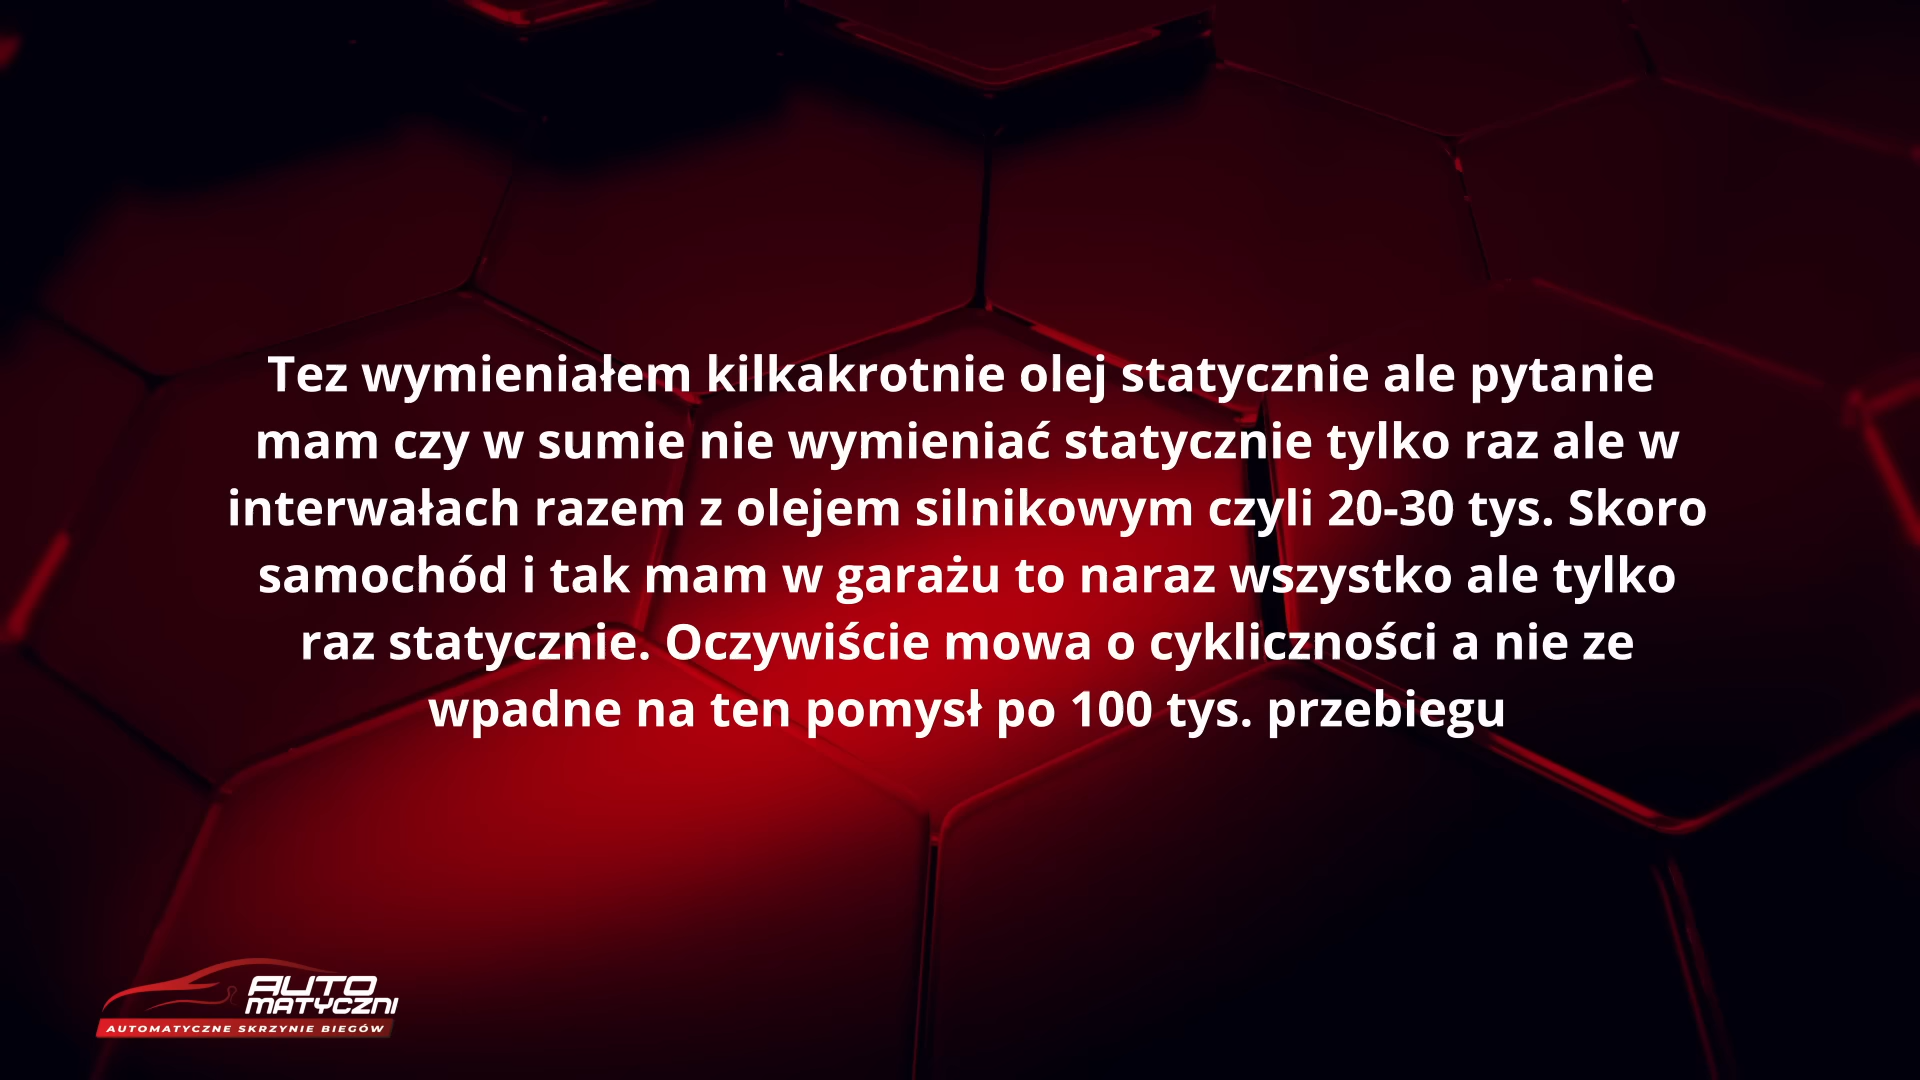 Tez wymieniałem kilkakrotnie olej statycznie ale pytanie
mam czy w sumie nie wymieniać statycznie tylko raz ale w
interwałach razem z olejem silnikowym czyli 20-30 tys. Skoro
samochód i tak mam w garażu to naraz wszystko ale tylko
raz statycznie. Oczywiście mowa o cykliczności a nie ze
wpadne na ten pomysł po 100 tys. przebiegu
AUTO
MATYCZNI
AUTOMATYCZNE SKRZYNIE BIEGÓW